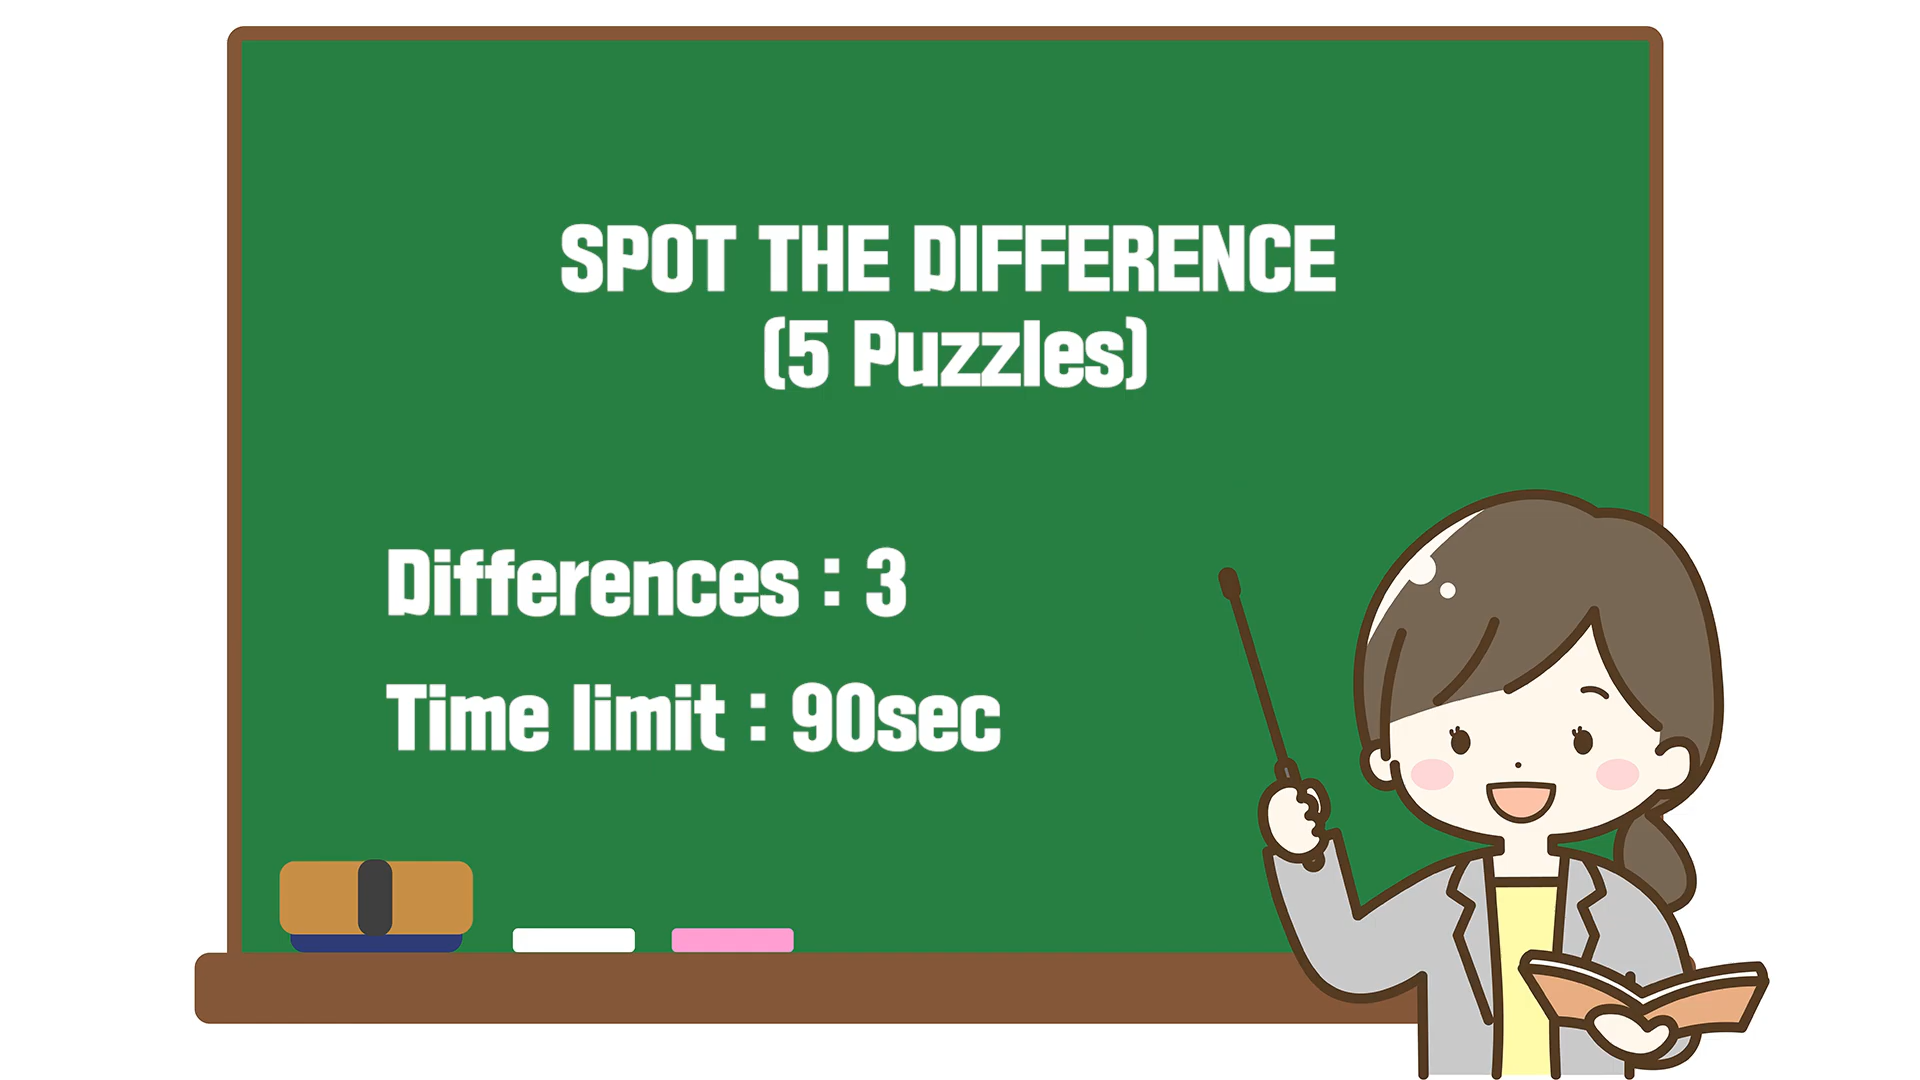 SPOT THE DIFFERENCE
(5 Puzzles)
Differences : 3
Time limit : 90sec